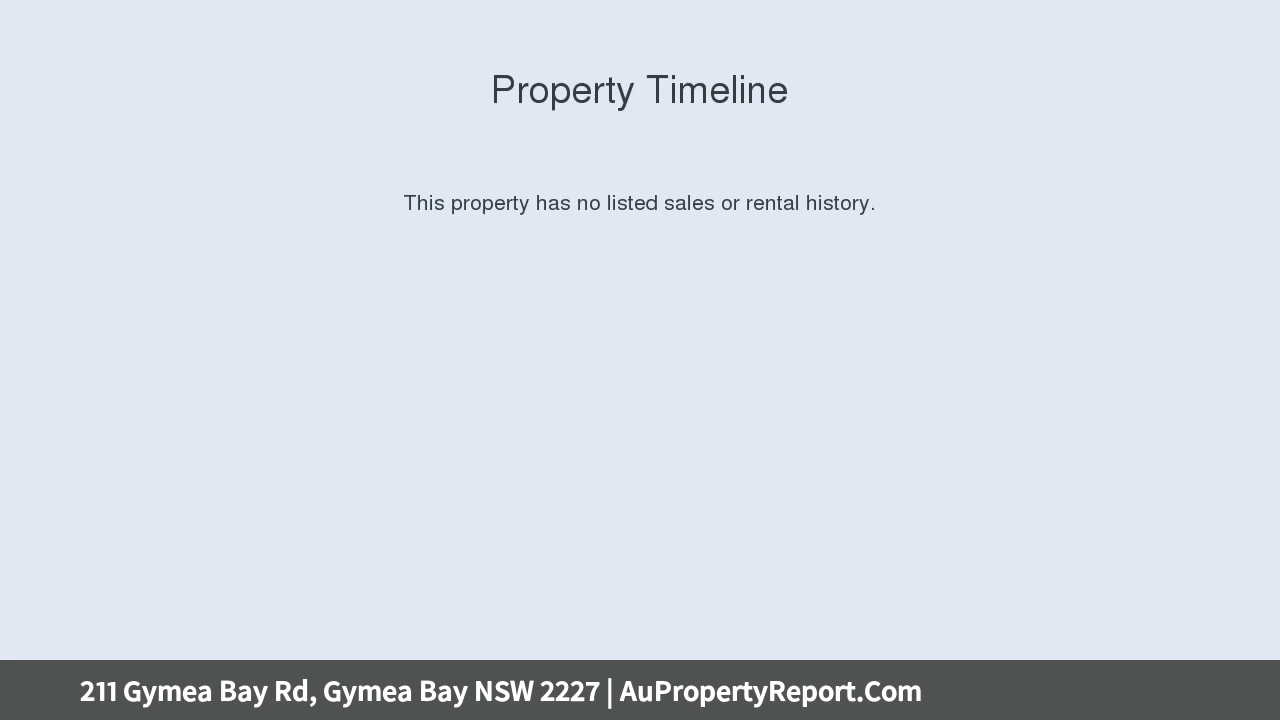 Property Timeline
This property has no listed sales or rental history.
211 Gymea Bay Rd, Gymea Bay NSW 2227 | AuPropertyReport.Com